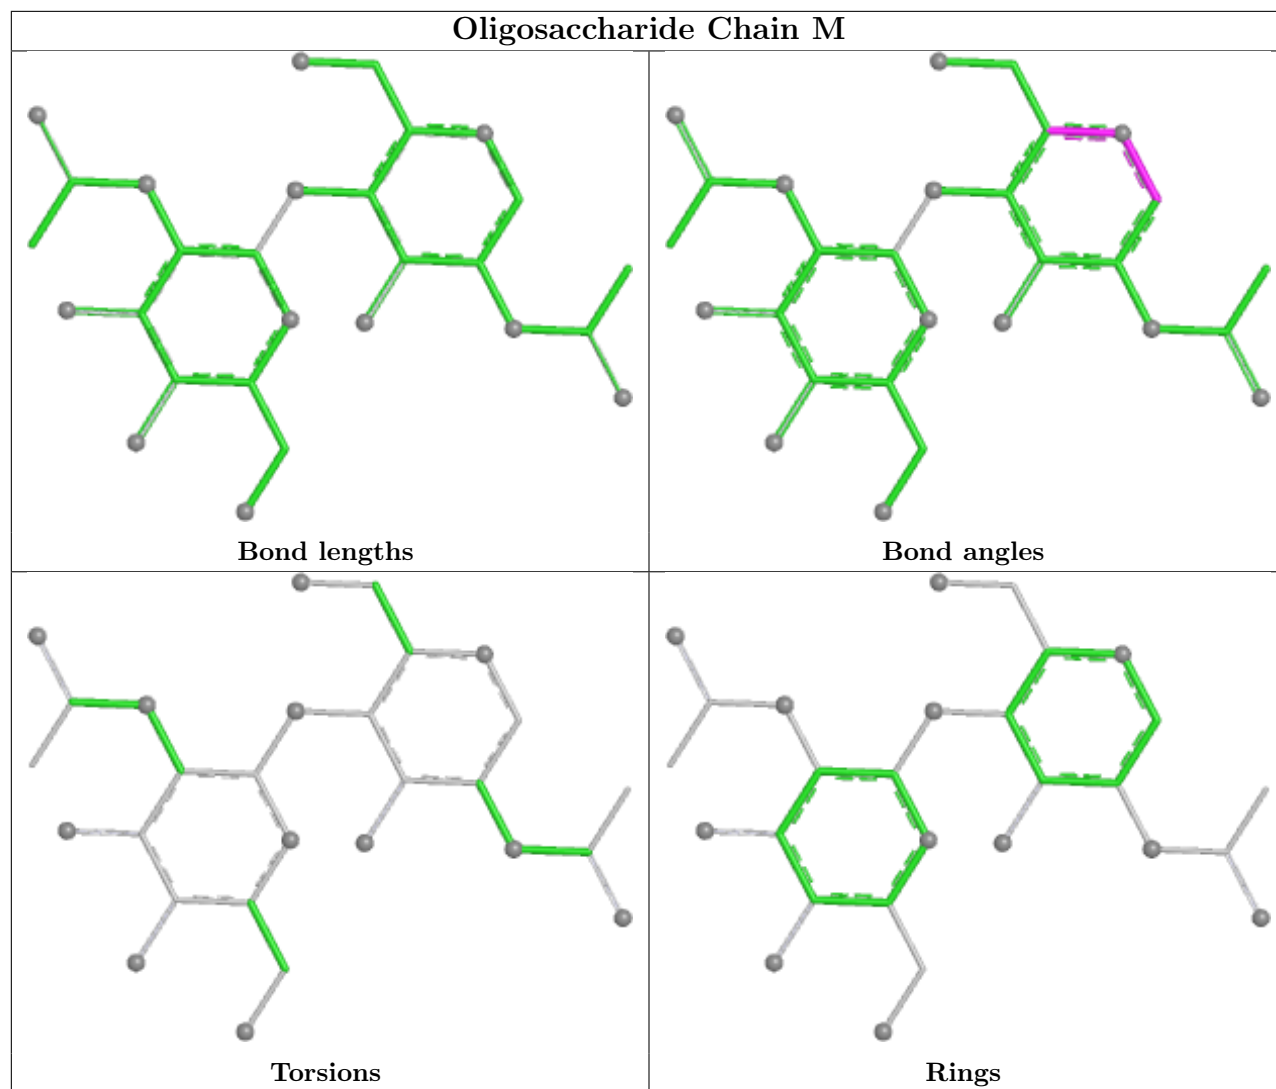 Oligosaccharide Chain M
Bond lengths
Bond angles
Torsions
Rings